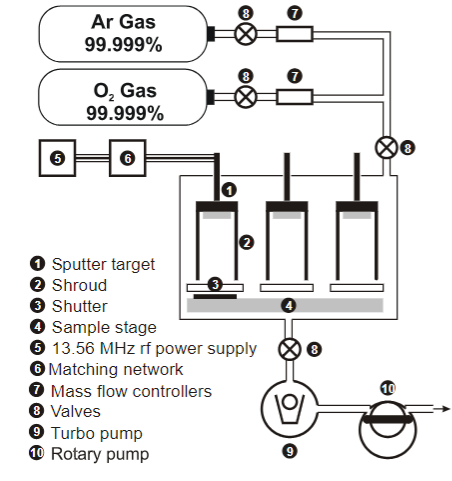 Ar Gas
99.999%
8
7
O₂ Gas
99.999%
8
7
8
5
6
1
2
3
4
1 Sputter target
2 Shroud
3 Shutter
4 Sample stage
5 13.56 MHz rf power supply
6 Matching network
7 Mass flow controllers
8 Valves
9 Turbo pump
10 Rotary pump
8
10
9